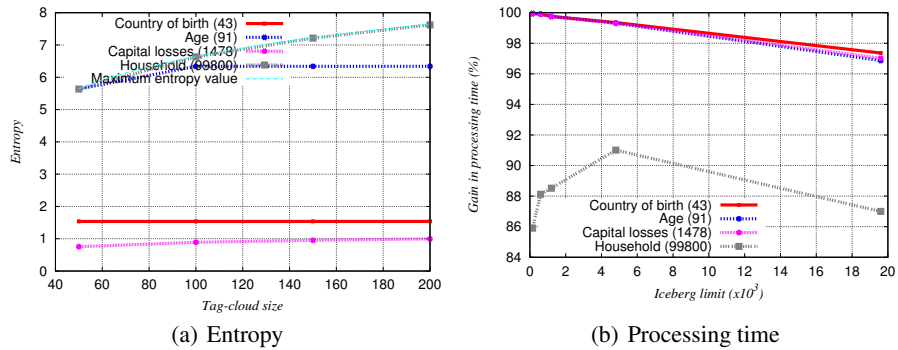 8
7
6
5
4
3
2
1
0
Entropy
Country of birth (43)
Age (91)
Capital losses (1478)
Household (99800)
Maximum entropy value
40 60 80 100 120 140 160 180 200
Tag-cloud size
(a) Entropy
100
98
96
94
92
90
88
86
84
Gain in processing time (%)
Country of birth (43)
Age (91)
Capital losses (1478)
Household (99800)
0 2 4 6 8 10 12 14 16 18 20
Iceberg limit (x10³)
(b) Processing time